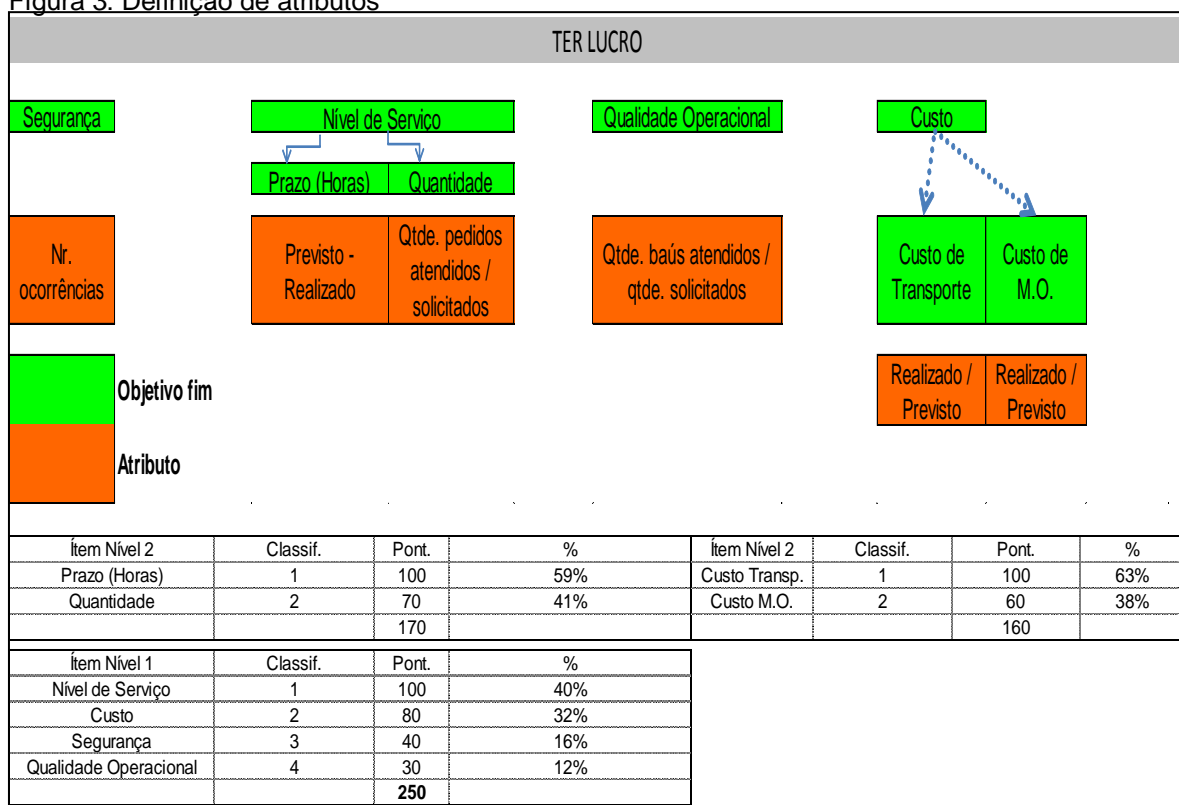 Figura 3: Definição de atributos
TER LUCRO
Segurança
Nível de Serviço
Qualidade Operacional
Custo
Prazo (Horas)
Quantidade
Nr.
ocorrências
Previsto -
Realizado
Qtde. pedidos
atendidos /
solicitados
Qtde. baús atendidos /
qtde. solicitados
Custo de
Transporte
Custo de
M.O.
Objetivo fim
Realizado /
Previsto
Realizado /
Previsto
Atributo
Ítem Nível 2 Classif. Pont. % Ítem Nível 2 Classif. Pont. %
Prazo (Horas) 1 100 59% Custo Transp. 1 100 63%
Quantidade 2 70 41% Custo M.O. 2 60 38%
170 160
Ítem Nível 1 Classif. Pont. %
Nível de Serviço 1 100 40%
Custo 2 80 32%
Segurança 3 40 16%
Qualidade Operacional 4 30 12%
250